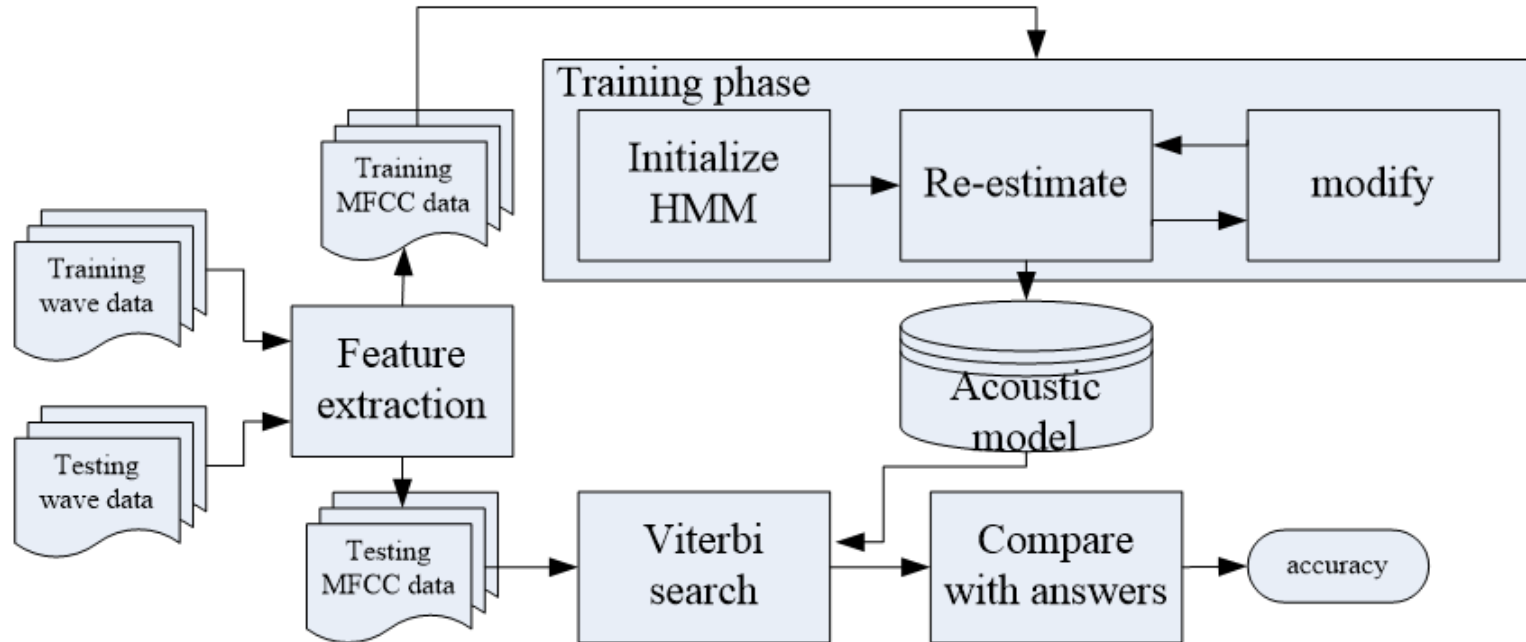 Training phase
Training
MFCC data
Initialize
HMM
Re-estimate
modify
Training
wave data
Feature
extraction
Acoustic
model
Testing
wave data
Testing
MFCC data
Viterbi
search
Compare
with answers
accuracy